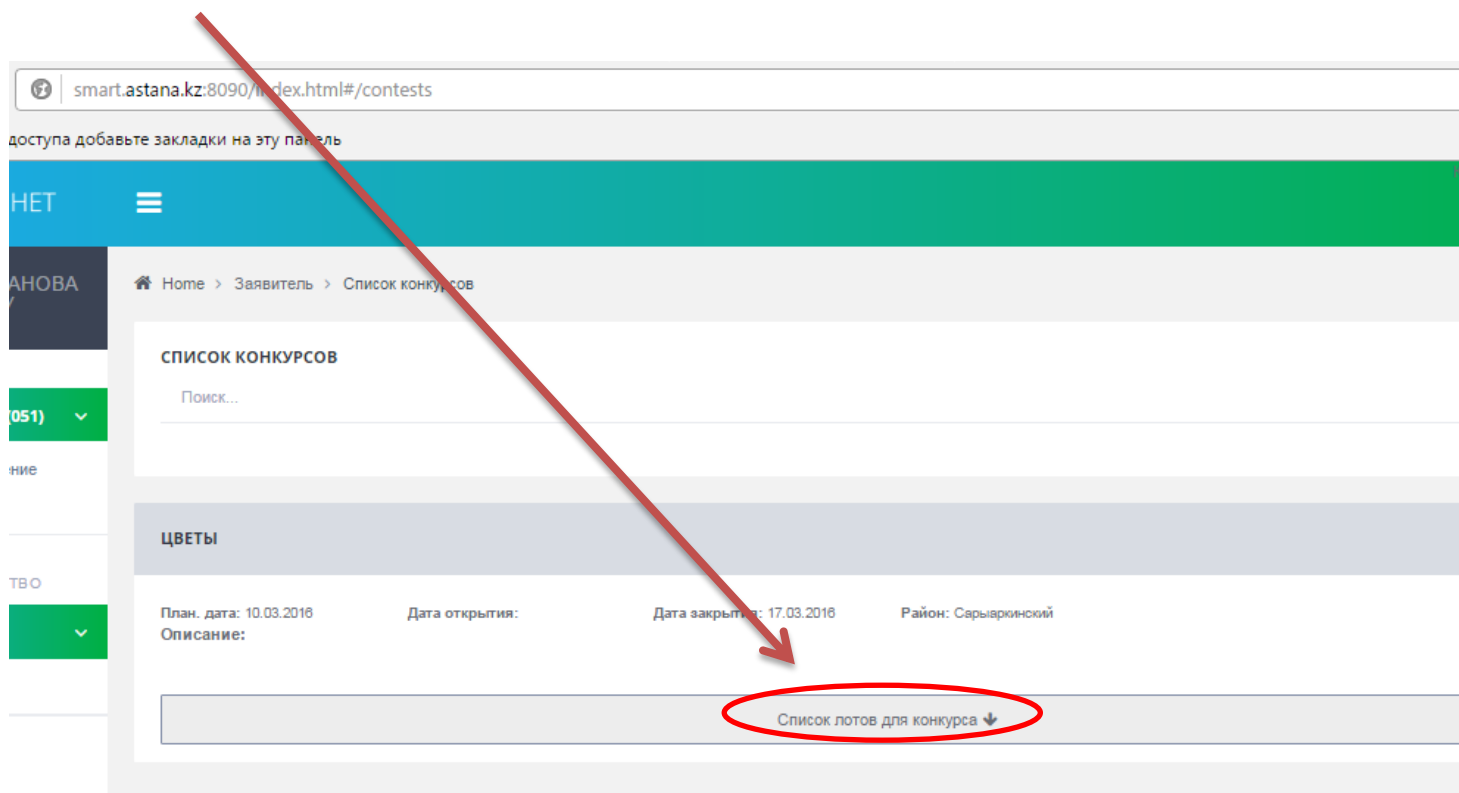 smart.astana.kz:8090/index.html#/contests
доступа добавьте закладки на эту панель
НЕТ
АНОВА
Home > Заявитель > Список конкурсов
СПИСОК КОНКУРСОВ
Поиск...
(051)
ение
ЦВЕТЫ
ТВО
План. дата: 10.03.2016 Дата открытия: Дата закрытия: 17.03.2016 Район: Сарыаркинский
Описание:
Список лотов для конкурса